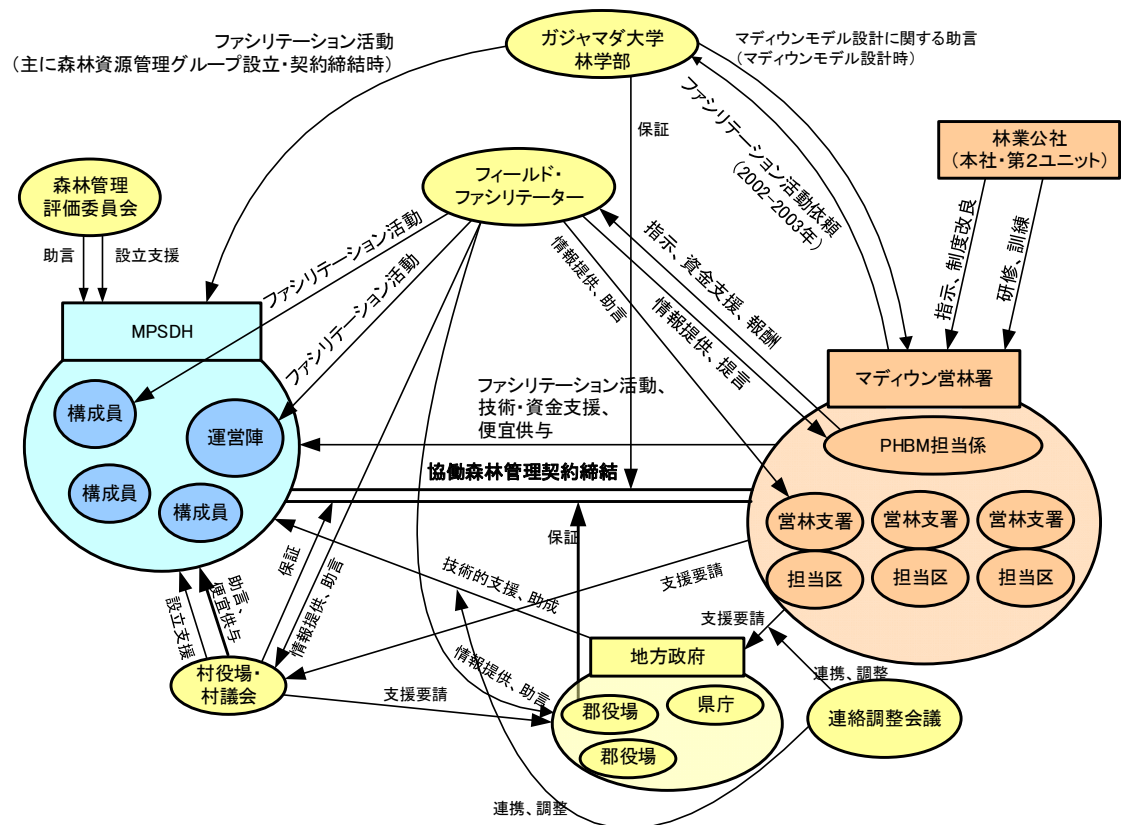 ファシリテーション活動
（主に森林資源管理グループ設立・契約締結時）
ガジャマダ大学
林学部
マディウンモデル設計に関する助言
（マディウンモデル設計時）
保証
ファシリテーション活動依頼
（2002-2003年）
林業公社
（本社・第２ユニット）
森林管理
評価委員会
フィールド・
ファシリテーター
助言
設立支援
ファシリテーション活動
ファシリテーション活動
情報提供、助言
指示、資金支援、報酬
情報提供、提言
指示、制度改良
研修、訓練
MPSDH
マディウン営林署
構成員
運営陣
構成員
構成員
ファシリテーション活動、
技術・資金支援、
便宜供与
PHBM担当係
協働森林管理契約締結
営林支署
営林支署
営林支署
担当区
担当区
担当区
保証
保証
情報提供、助言
技術的支援、助成
支援要請
支援要請
助言、
便宜供与
設立支援
村役場・
村議会
支援要請
情報提供、助言
地方政府
郡役場
県庁
郡役場
連携、調整
連絡調整会議
連携、調整